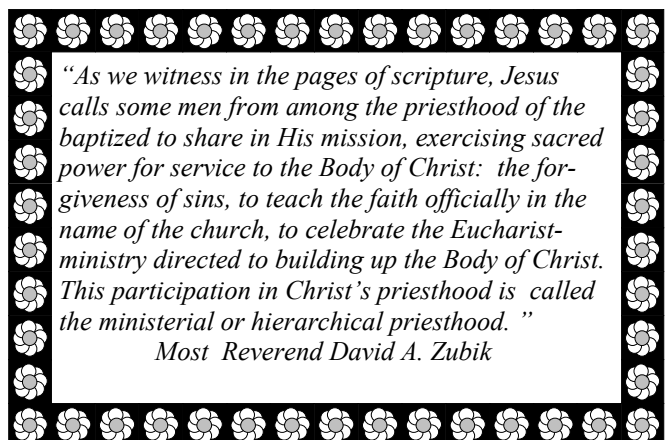 “As we witness in the pages of scripture, Jesus
calls some men from among the priesthood of the
baptized to share in His mission, exercising sacred
power for service to the Body of Christ:  the for-
giveness of sins, to teach the faith officially in the
name of the church, to celebrate the Eucharist-
ministry directed to building up the Body of Christ.
This participation in Christ’s priesthood is  called
the ministerial or hierarchical priesthood. ”
Most  Reverend David A. Zubik